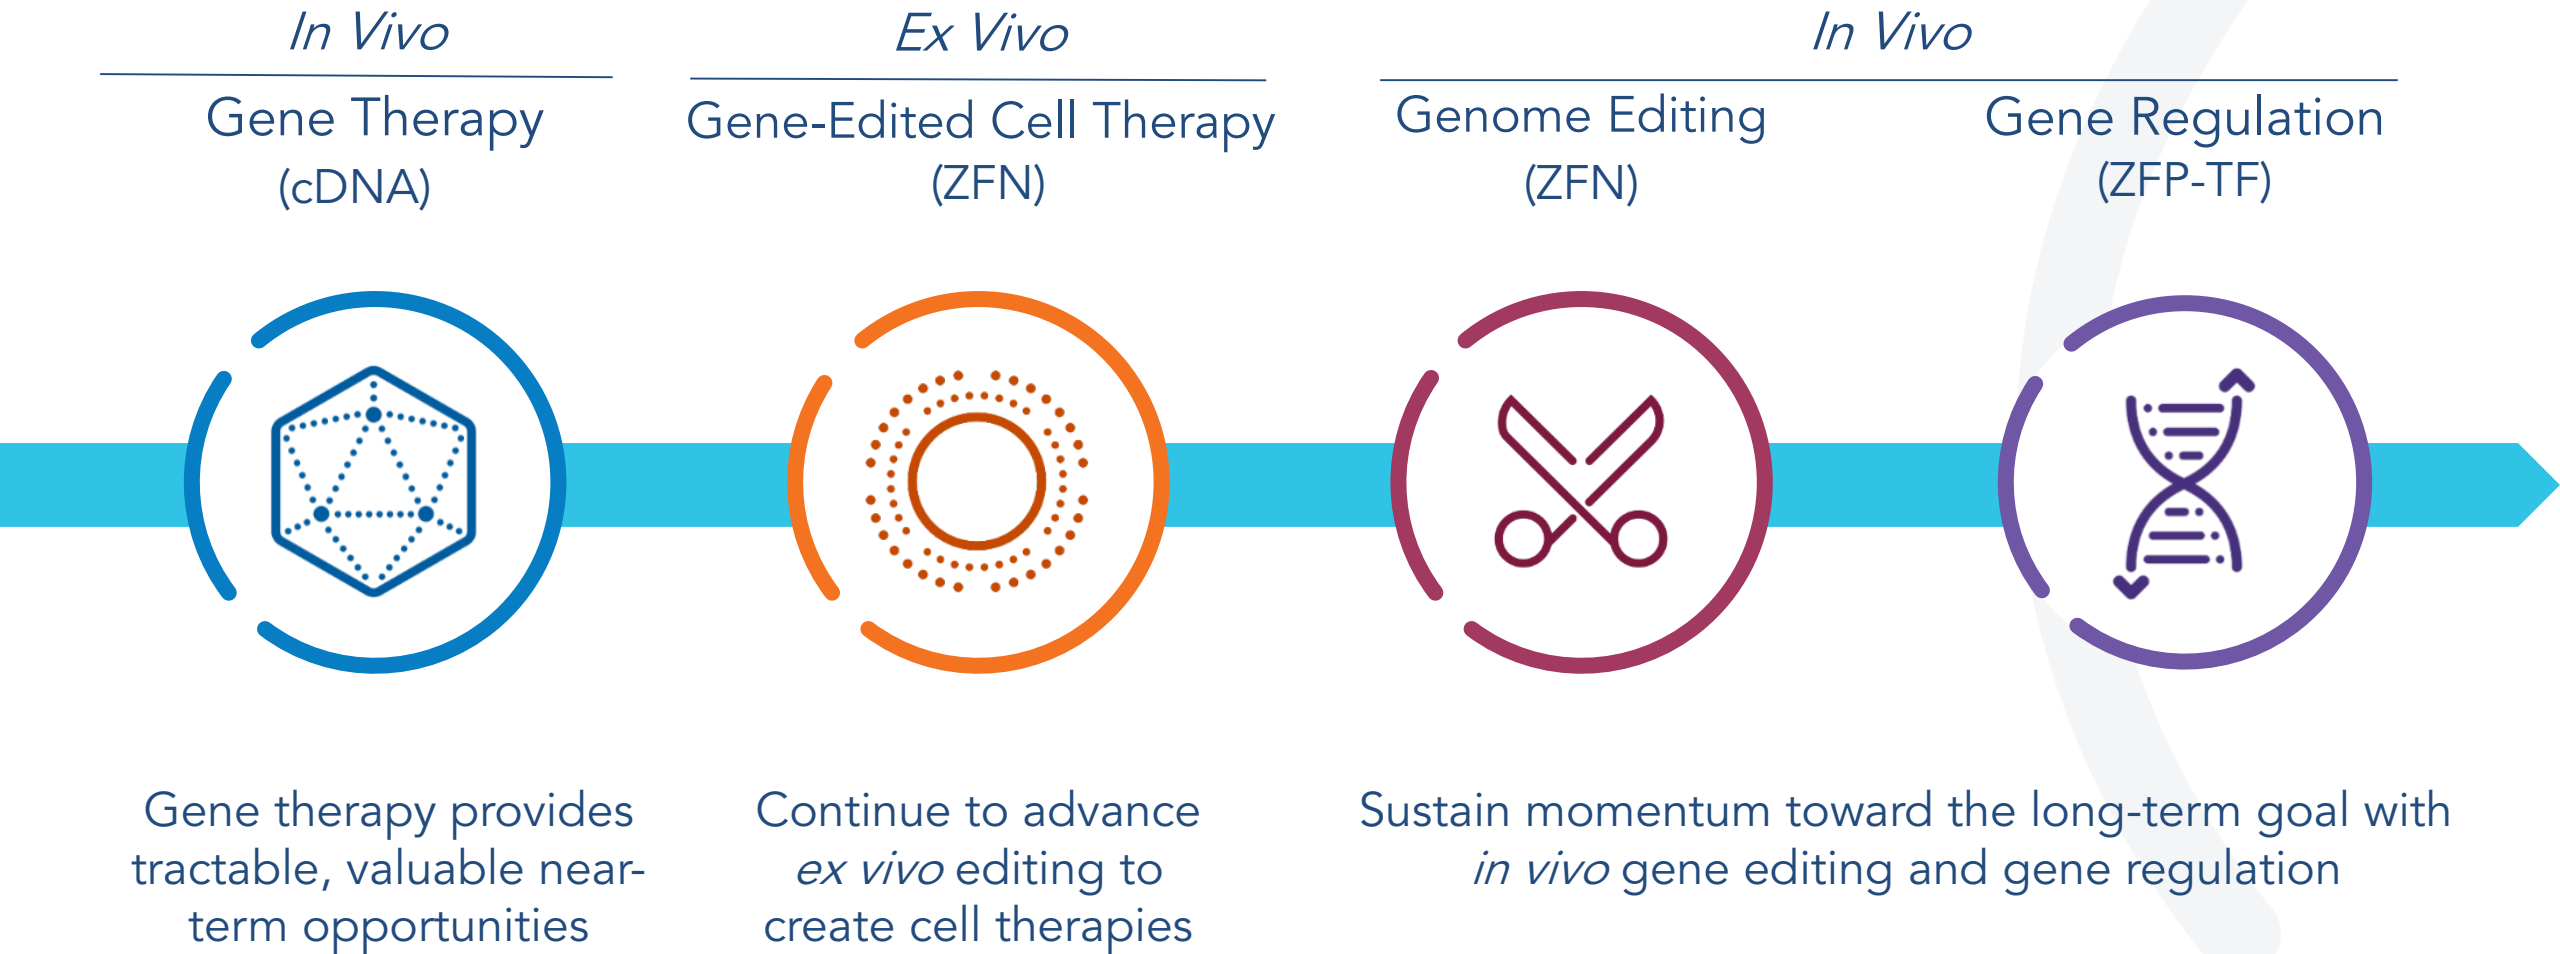 In Vivo
Gene Therapy
(cDNA)
Ex Vivo
Gene-Edited Cell Therapy
(ZFN)
In Vivo
Genome Editing
(ZFN)
Gene Regulation
(ZFP-TF)
Gene therapy provides
tractable, valuable near-
term opportunities
Continue to advance
ex vivo editing to
create cell therapies
Sustain momentum toward the long-term goal with
in vivo gene editing and gene regulation